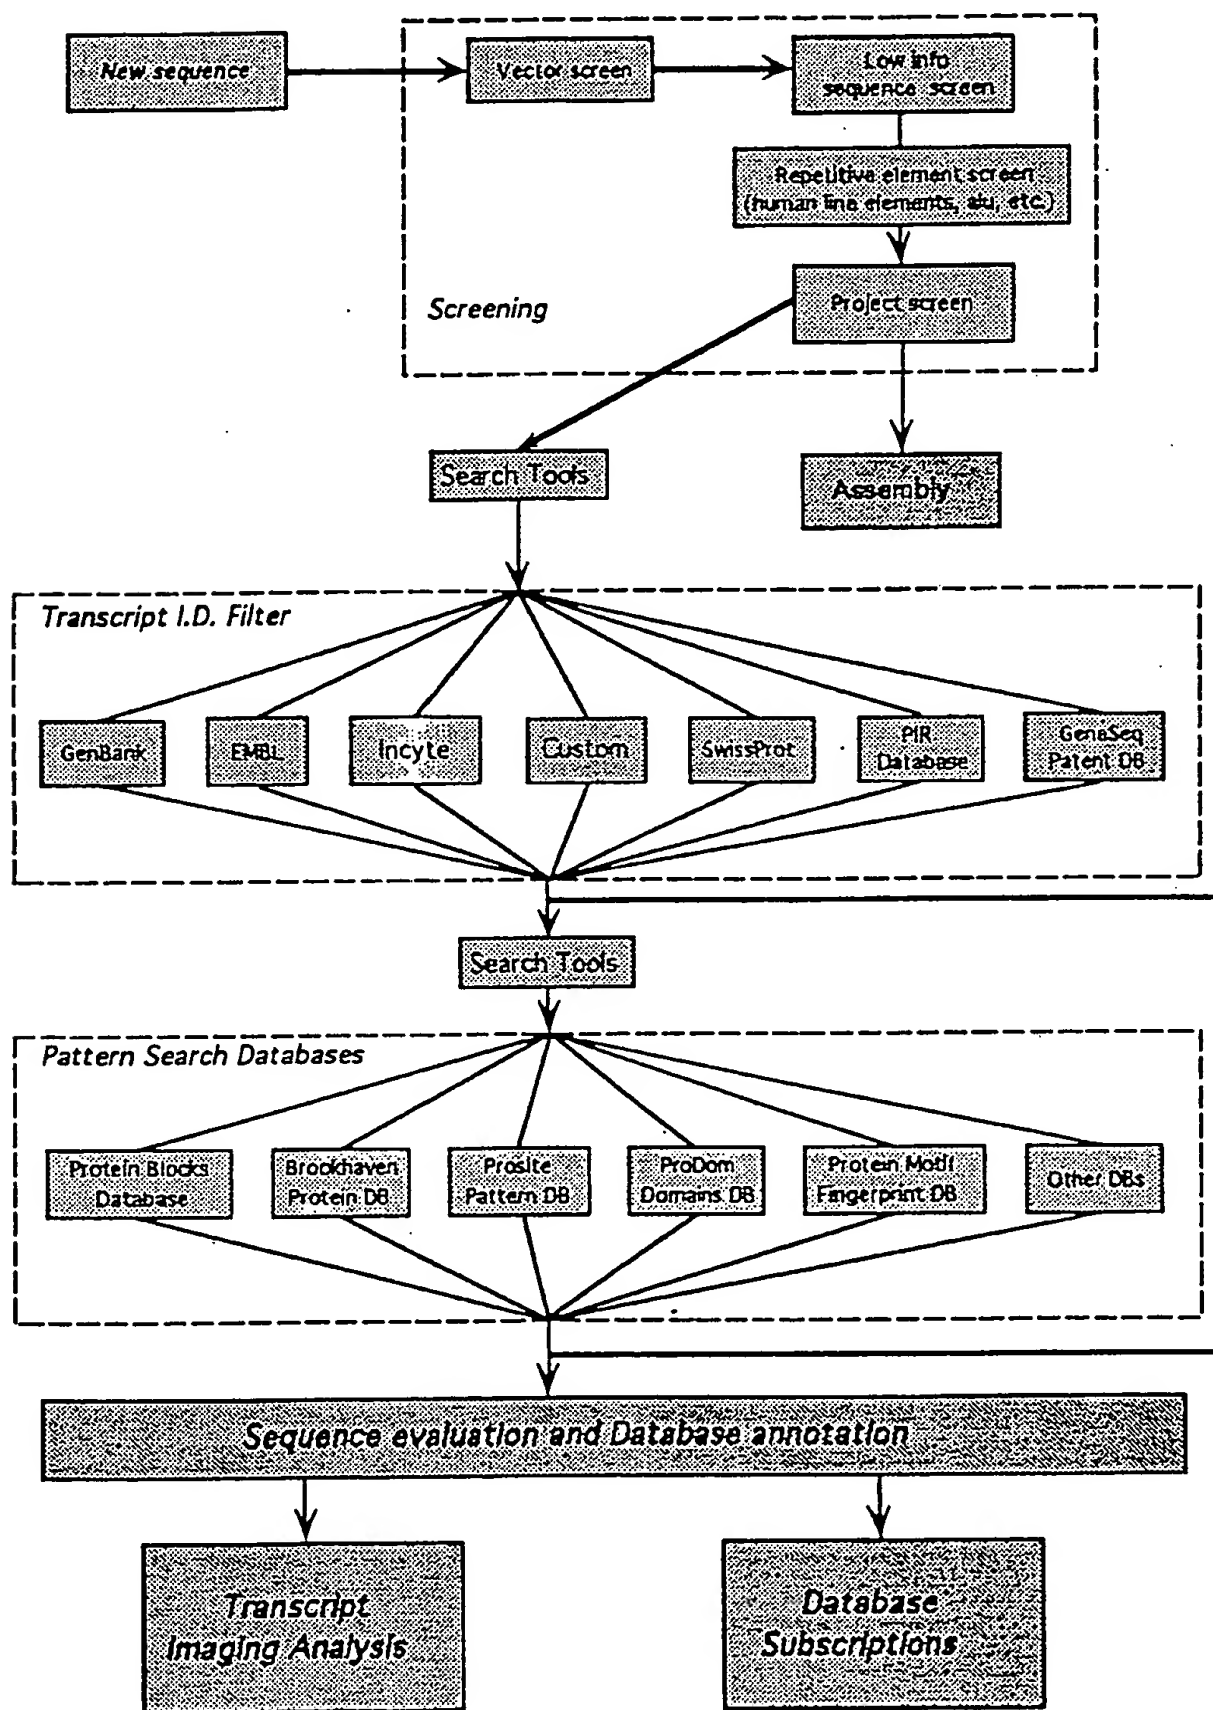 New sequence
Vector screen
Low info
sequence screen
Repetitive element screen
(human line elements, alu, etc.)
Project screen
Screening
Search Tools
Assembly
Transcript I.D. Filter
GenBank
EMBL
Incyte
Custom
SwissProt
PIR
Database
GeneSeq
Patent DB
Search Tools
Pattern Search Databases
Protein Blocks
Database
Brookhaven
Protein DB
Prosite
Pattern DB
ProDom
Domains DB
Protein Motif
Fingerprint DB
Other DBs
Sequence evaluation and Database annotation
Transcript
Imaging Analysis
Database
Subscriptions